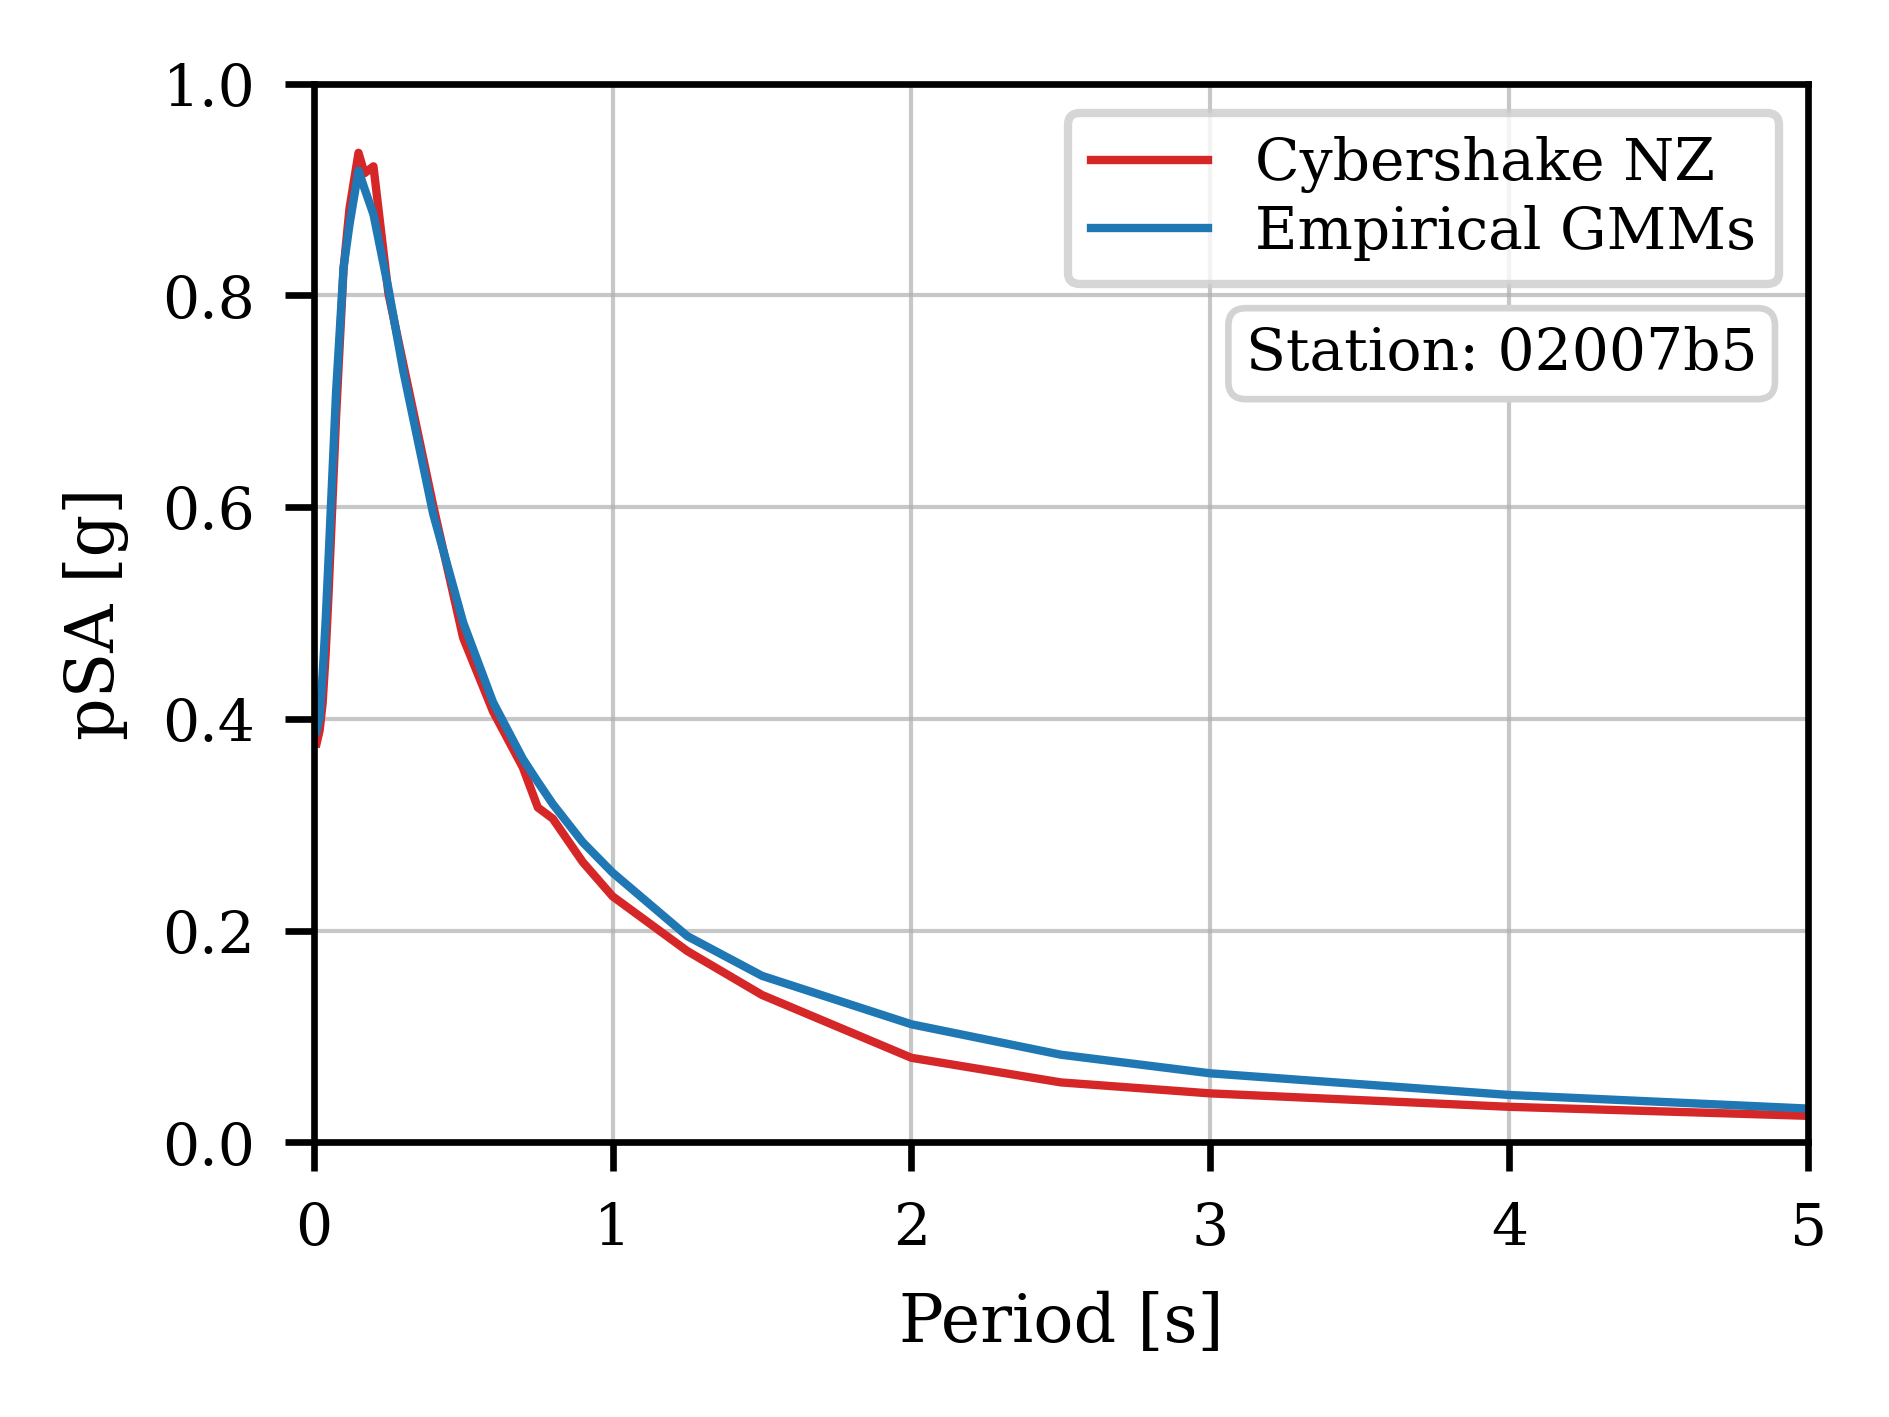 1.0
0.8
0.6
0.4
0.2
0.0
pSA [g]
Cybershake NZ
Empirical GMMs
Station: 02007b5
0 1 2 3 4 5
Period [s]